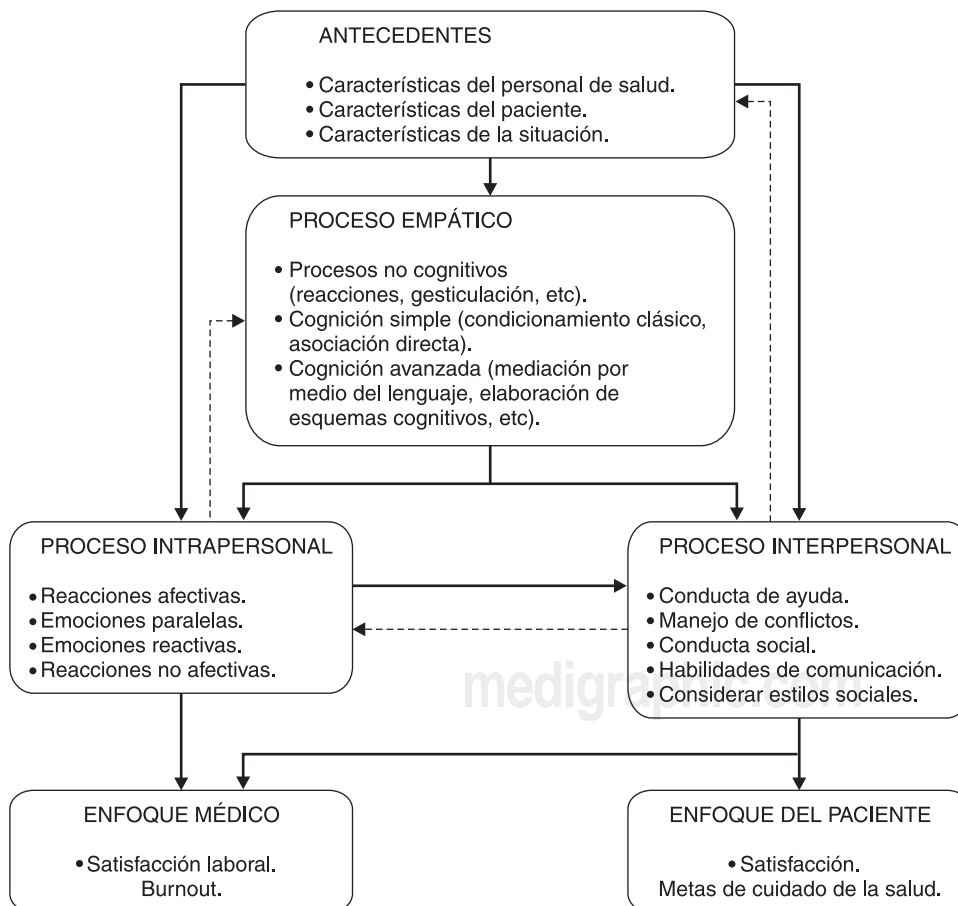 ANTECEDENTES
• Características del personal de salud.
• Características del paciente.
• Características de la situación.
PROCESO EMPÁTICO
• Procesos no cognitivos
(reacciones, gesticulación, etc).
• Cognición simple (condicionamiento clásico,
asociación directa).
• Cognición avanzada (mediación por
medio del lenguaje, elaboración de
esquemas cognitivos, etc).
PROCESO INTRAPERSONAL
• Reacciones afectivas.
• Emociones paralelas.
• Emociones reactivas.
• Reacciones no afectivas.
PROCESO INTERPERSONAL
• Conducta de ayuda.
• Manejo de conflictos.
• Conducta social.
• Habilidades de comunicación.
• Considerar estilos sociales.
medigraphic.com
ENFOQUE MÉDICO
• Satisfacción laboral.
Burnout.
ENFOQUE DEL PACIENTE
• Satisfacción.
Metas de cuidado de la salud.